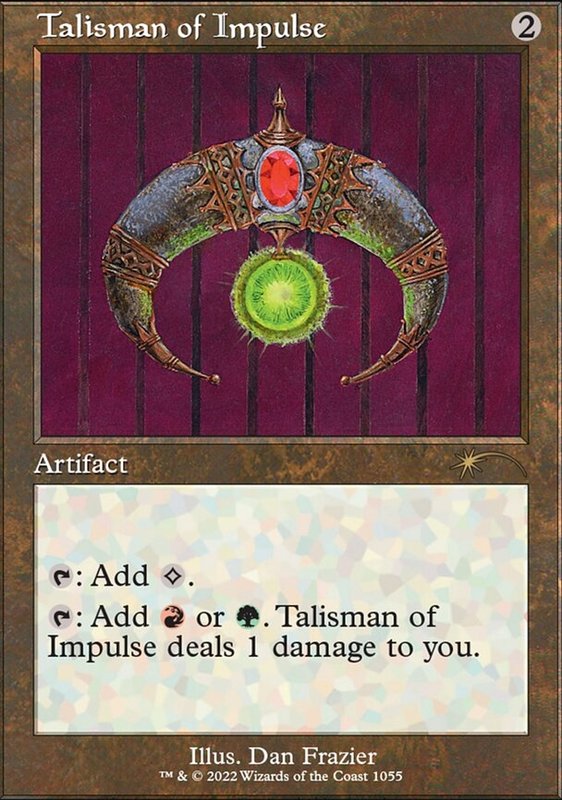 Talisman of Impulse 2
Artifact
: Add .
: Add or . Talisman of
Impulse deals 1 damage to you.
Illus. Dan Frazier
™ & © 2022 Wizards of the Coast 1055